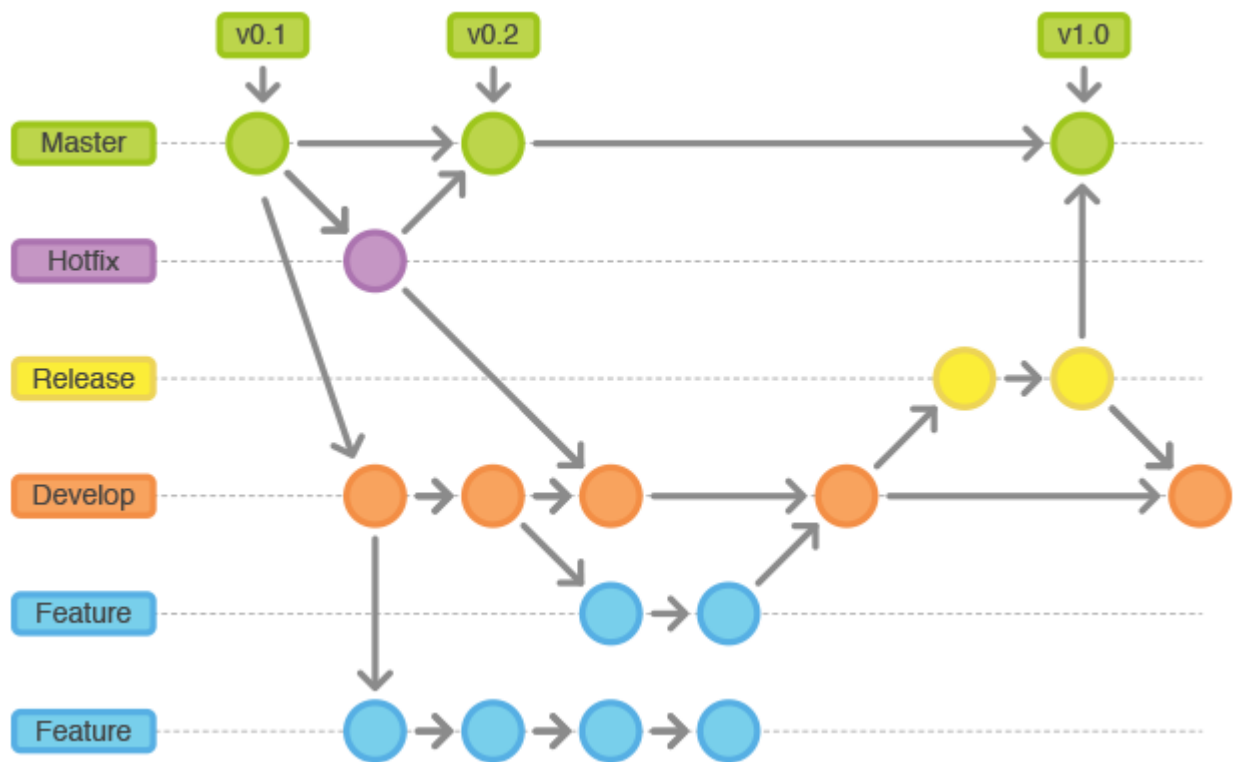 v0.1
v0.2
v1.0
Master
Hotfix
Release
Develop
Feature
Feature